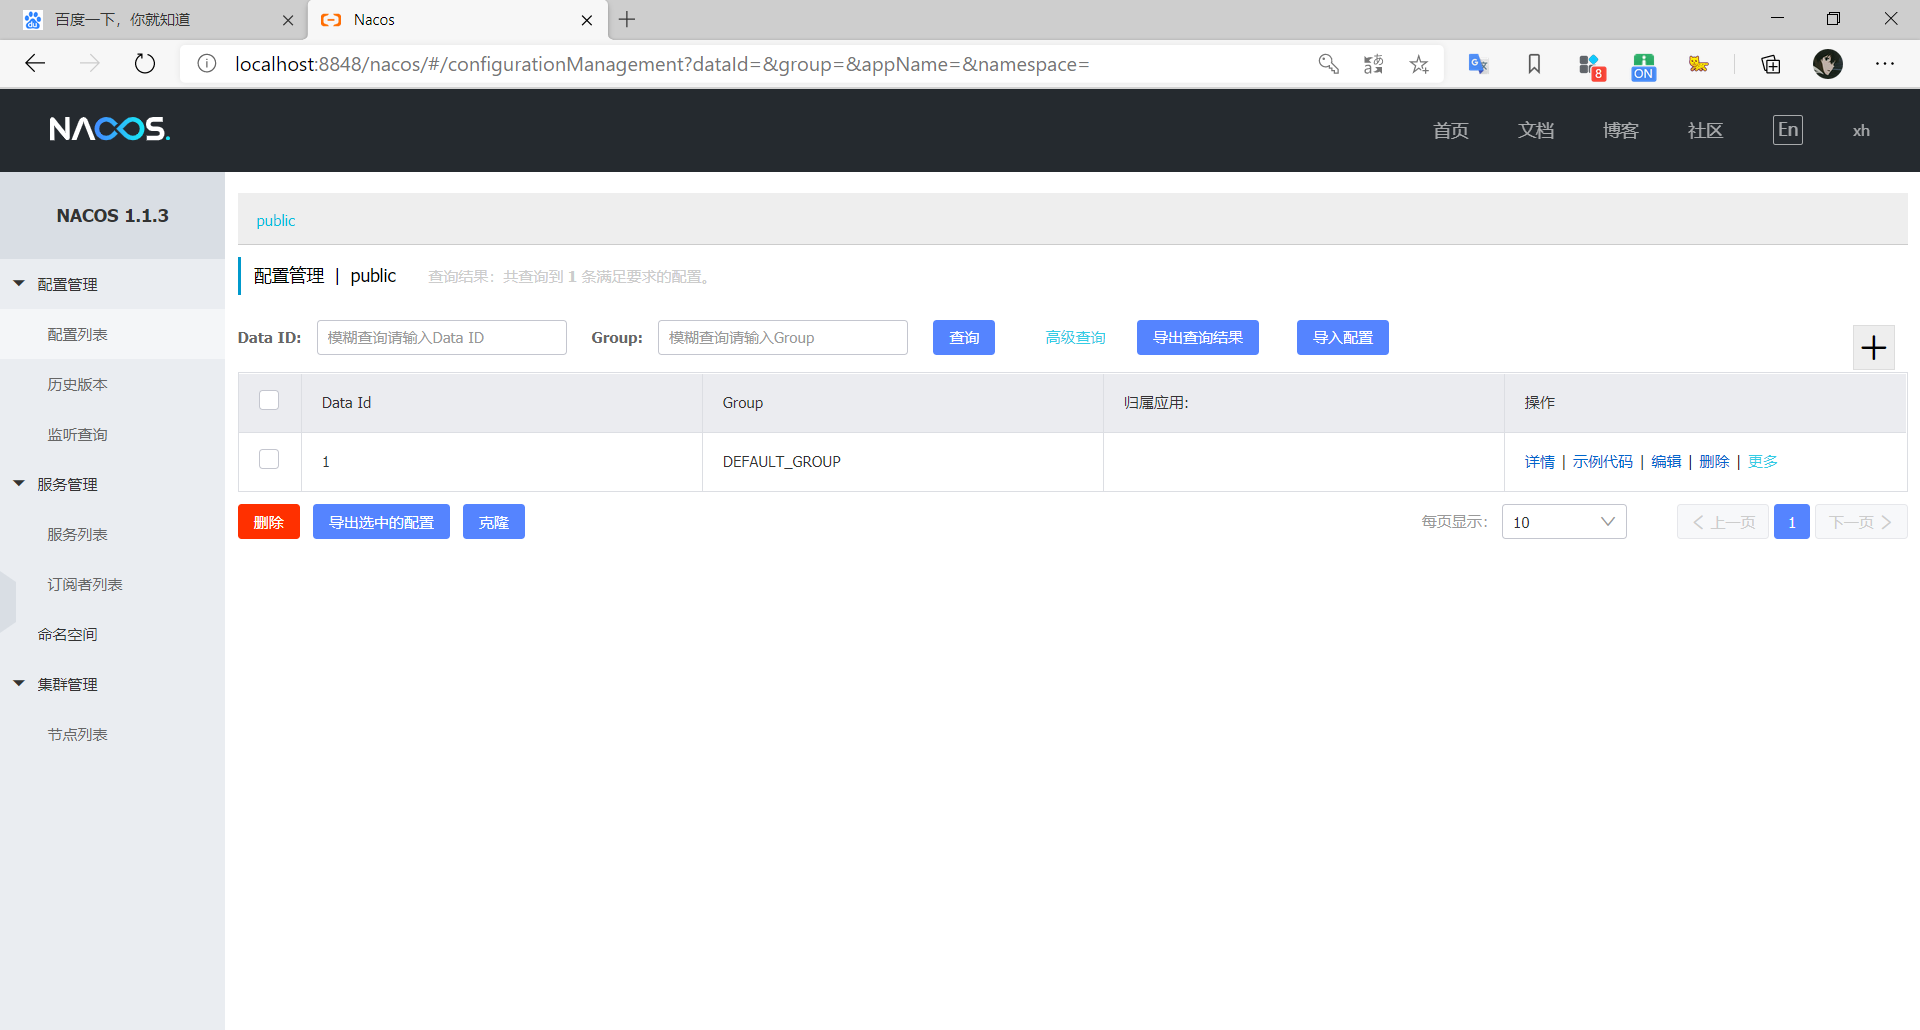 百度一下，你就知道
Nacos
localhost:8848/nacos/#/configurationManagement?dataId=&group=&appName=&namespace=
8
ON
NACOS.
首页
文档
博客
社区
En
xh
NACOS 1.1.3
配置管理
配置列表
历史版本
监听查询
服务管理
服务列表
订阅者列表
命名空间
集群管理
节点列表
public
配置管理 | public 查询结果：共查询到 1 条满足要求的配置。
Data ID: 模糊查询请输入Data ID Group: 模糊查询请输入Group 查询 高级查询 导出查询结果 导入配置
Data Id Group 归属应用: 操作
1 DEFAULT_GROUP 详情 | 示例代码 | 编辑 | 删除 | 更多
删除 导出选中的配置 克隆 每页显示： 10 上一页 1 下一页